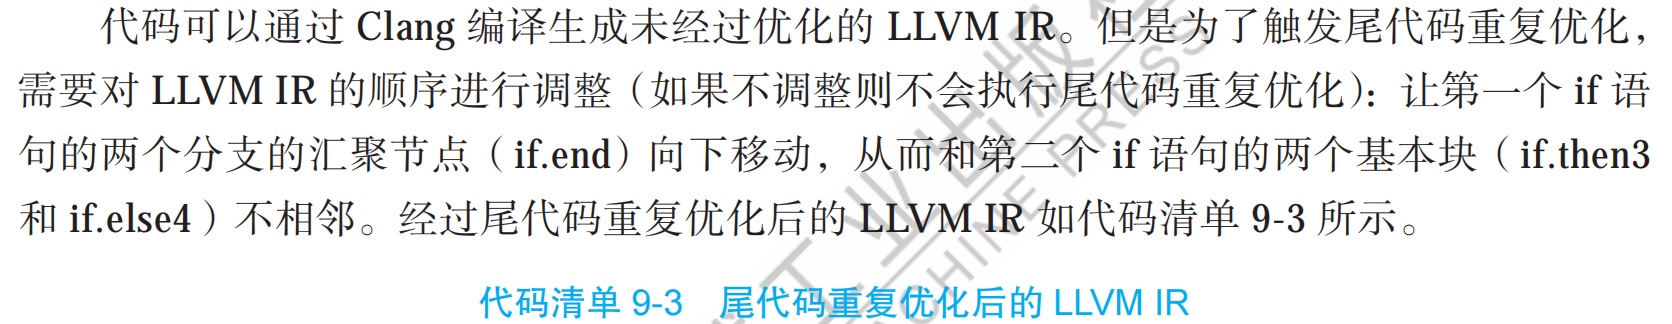 代码可以通过 Clang 编译生成未经过优化的 LLVM IR。但是为了触发尾代码重复优化，
需要对 LLVM IR 的顺序进行调整（如果不调整则不会执行尾代码重复优化）：让第一个 if 语
句的两个分支的汇聚节点（if.end）向下移动，从而和第二个 if 语句的两个基本块（if.then3
和 if.else4）不相邻。经过尾代码重复优化后的 LLVM IR 如代码清单 9-3 所示。
代码清单 9-3　尾代码重复优化后的 LLVM IR